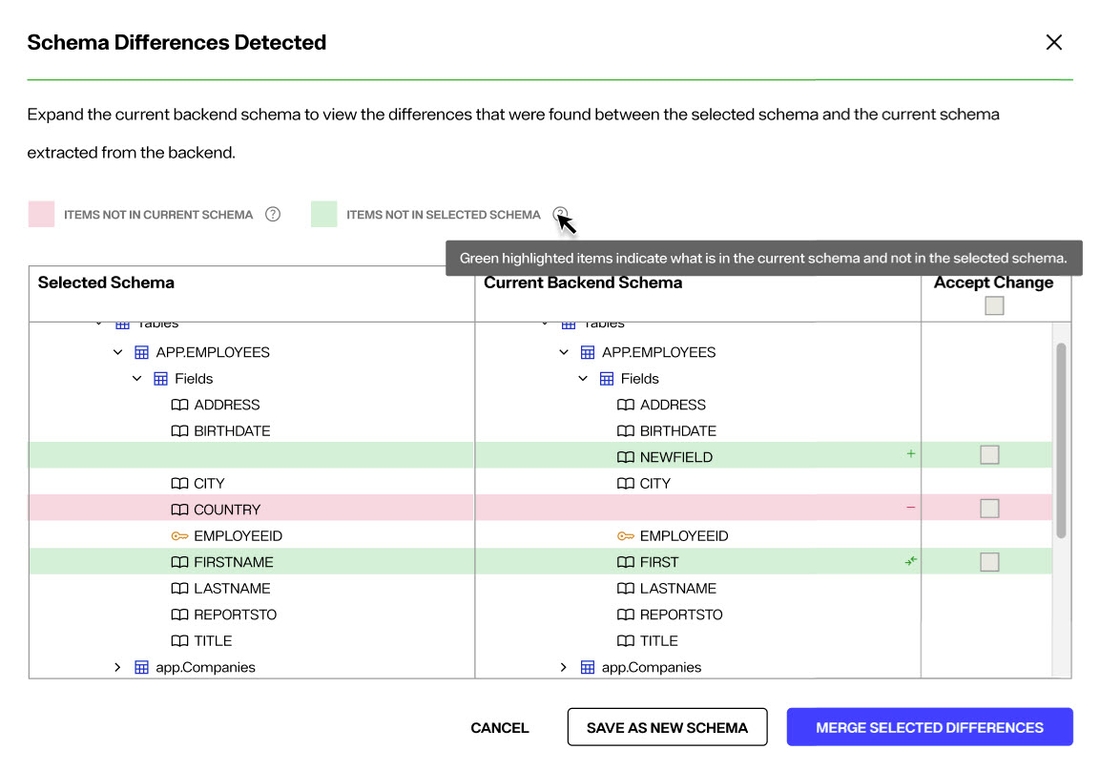 Schema Differences Detected
Expand the current backend schema to view the differences that were found between the selected schema and the current schema
extracted from the backend.
ITEMS NOT IN CURRENT SCHEMA ? ITEMS NOT IN SELECTED SCHEMA ?
Green highlighted items indicate what is in the current schema and not in the selected schema.
Selected Schema Current Backend Schema Accept Change
Tables Tables
APP.EMPLOYEES APP.EMPLOYEES
Fields Fields
ADDRESS ADDRESS
BIRTHDATE BIRTHDATE
NEWFIELD +
CITY CITY
COUNTRY −
EMPLOYEEID EMPLOYEEID
FIRSTNAME FIRST
LASTNAME LASTNAME
REPORTSTO REPORTSTO
TITLE TITLE
app.Companies app.Companies
CANCEL SAVE AS NEW SCHEMA MERGE SELECTED DIFFERENCES